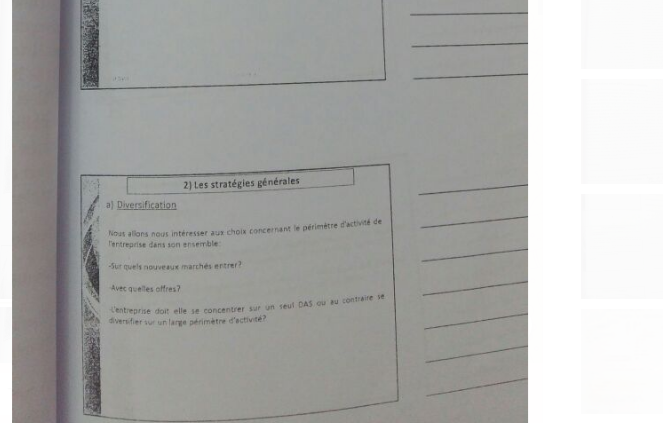 2) Les stratégies générales
a) Diversification
Nous allons nous intéresser aux choix concernant le périmètre d'activité de
l'entreprise dans son ensemble:
-Sur quels nouveaux marchés entrer?
-Avec quelles offres?
-L'entreprise doit elle se concentrer sur un seul DAS ou au contraire se
diversifier sur un large périmètre d'activité?